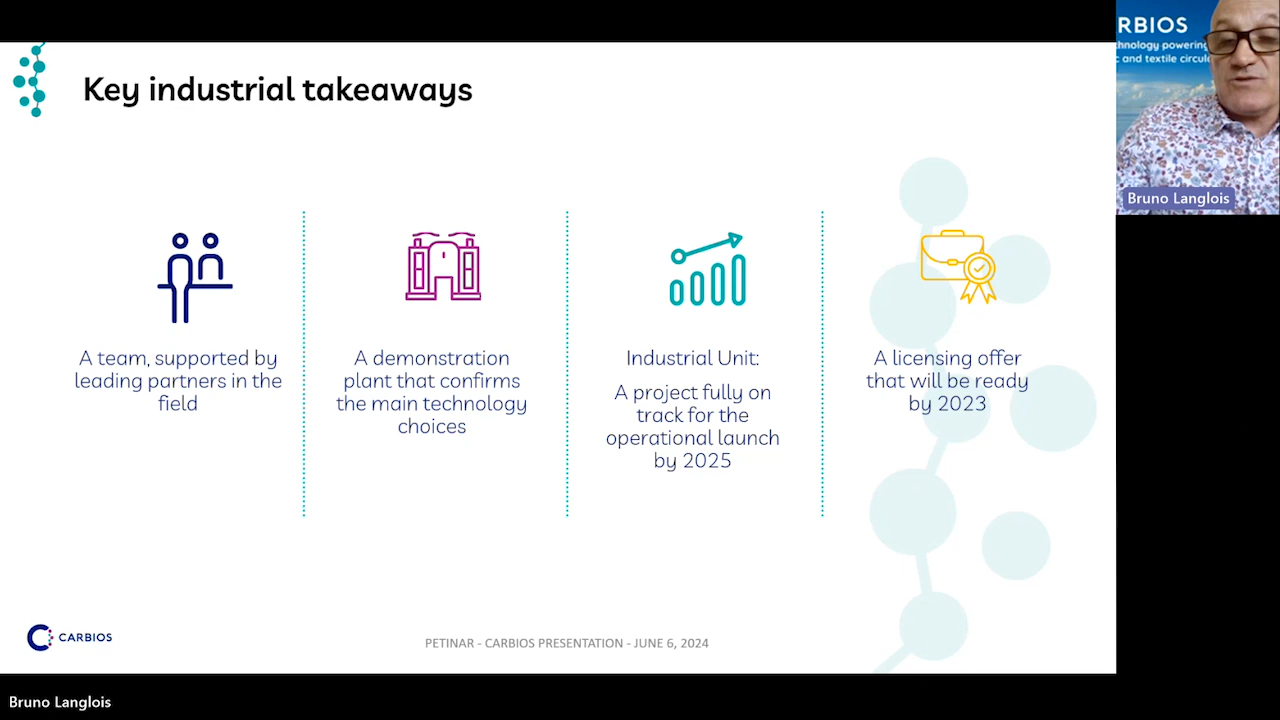 Key industrial takeaways
A team, supported by
leading partners in the
field
A demonstration
plant that confirms
the main technology
choices
Industrial Unit:
A project fully on
track for the
operational launch
by 2025
A licensing offer
that will be ready
by 2023
CARBIOS
PETINAR - CARBIOS PRESENTATION - JUNE 6, 2024
RBIOS
hnology powering
c and textile circul
Bruno Langlois
Bruno Langlois